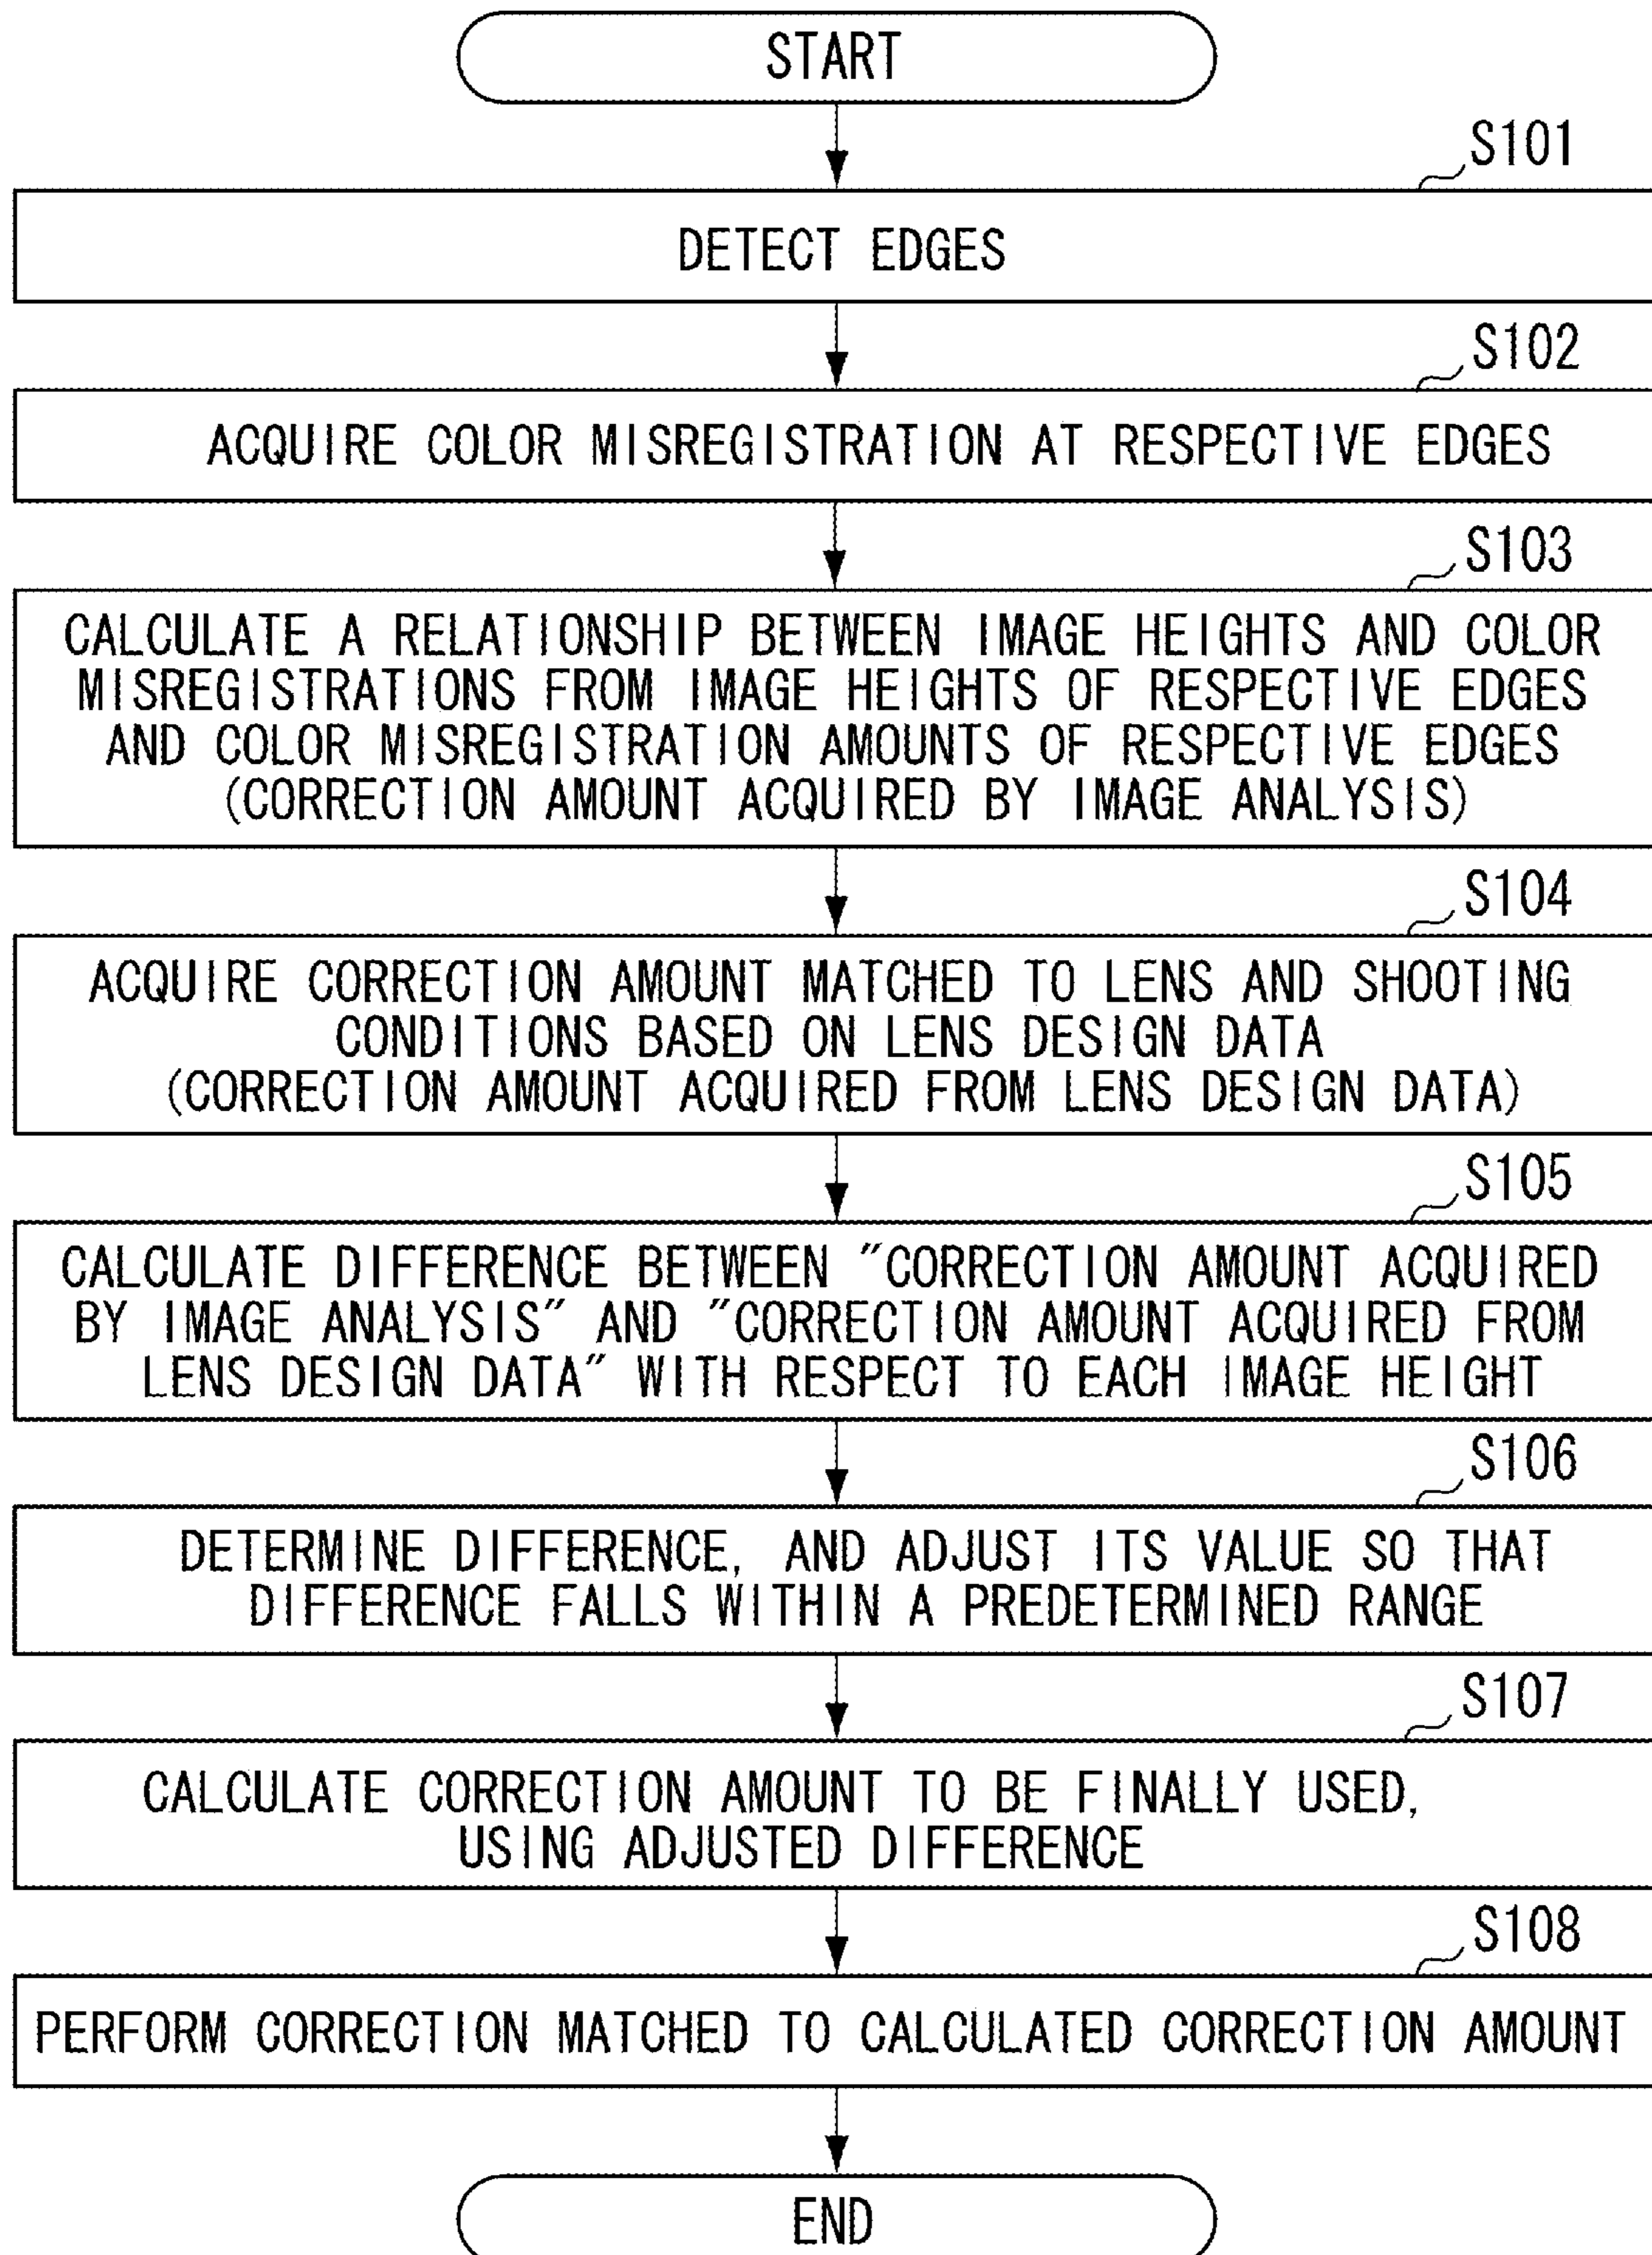 START
S101
DETECT EDGES
S102
ACQUIRE COLOR MISREGISTRATION AT RESPECTIVE EDGES
S103
CALCULATE A RELATIONSHIP BETWEEN IMAGE HEIGHTS AND COLOR
MISREGISTRATIONS FROM IMAGE HEIGHTS OF RESPECTIVE EDGES
AND COLOR MISREGISTRATION AMOUNTS OF RESPECTIVE EDGES
(CORRECTION AMOUNT ACQUIRED BY IMAGE ANALYSIS)
S104
ACQUIRE CORRECTION AMOUNT MATCHED TO LENS AND SHOOTING
CONDITIONS BASED ON LENS DESIGN DATA
(CORRECTION AMOUNT ACQUIRED FROM LENS DESIGN DATA)
S105
CALCULATE DIFFERENCE BETWEEN "CORRECTION AMOUNT ACQUIRED
BY IMAGE ANALYSIS" AND "CORRECTION AMOUNT ACQUIRED FROM
LENS DESIGN DATA" WITH RESPECT TO EACH IMAGE HEIGHT
S106
DETERMINE DIFFERENCE, AND ADJUST ITS VALUE SO THAT
DIFFERENCE FALLS WITHIN A PREDETERMINED RANGE
S107
CALCULATE CORRECTION AMOUNT TO BE FINALLY USED,
USING ADJUSTED DIFFERENCE
S108
PERFORM CORRECTION MATCHED TO CALCULATED CORRECTION AMOUNT
END